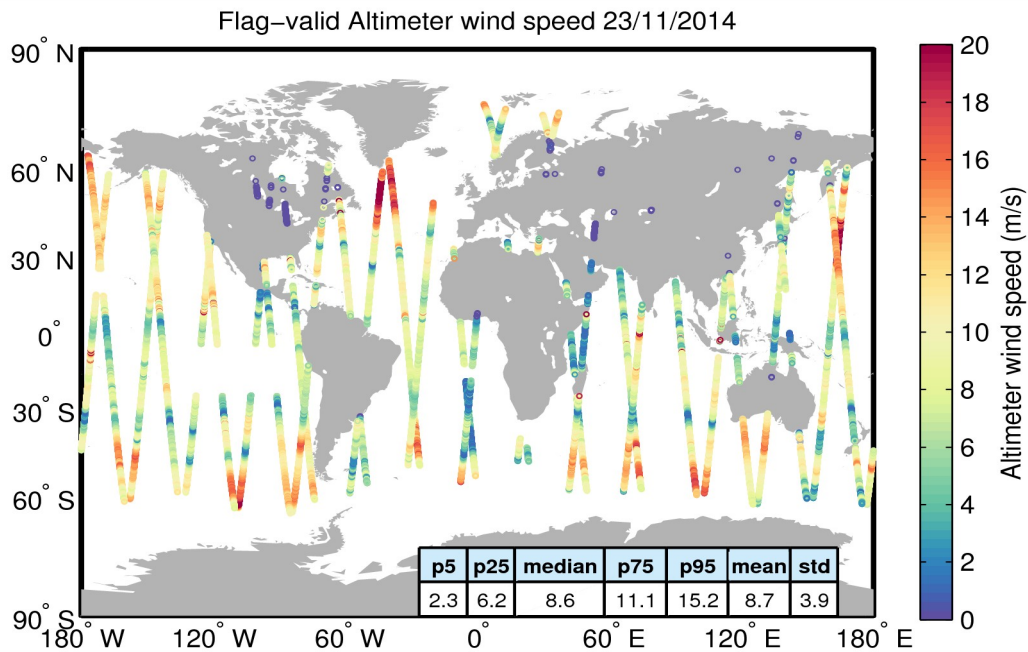 Flag−valid Altimeter wind speed 23/11/2014
90° N
60° N
30° N
0°
30° S
60° S
90° S
180° W
120° W
60° W
0°
60° E
120° E
180° E
p5 p25 median p75 p95 mean std
2.3 6.2 8.6 11.1 15.2 8.7 3.9
20
18
16
14
12
10
8
6
4
2
0
Altimeter wind speed (m/s)